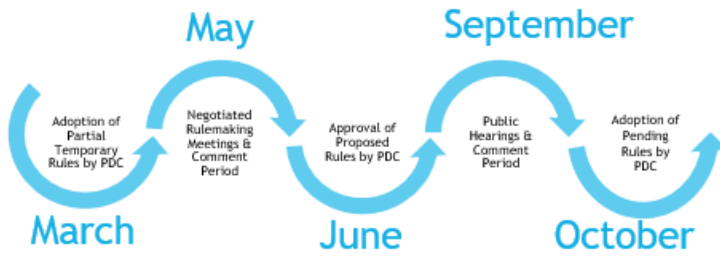 May
September
Adoption of
Partial
Temporary
Rules by PDC
Negotiated
Rulemaking
Meetings &
Comment
Period
Approval of
Proposed
Rules by PDC
Public
Hearings &
Comment
Period
Adoption of
Pending
Rules by
PDC
March
June
October